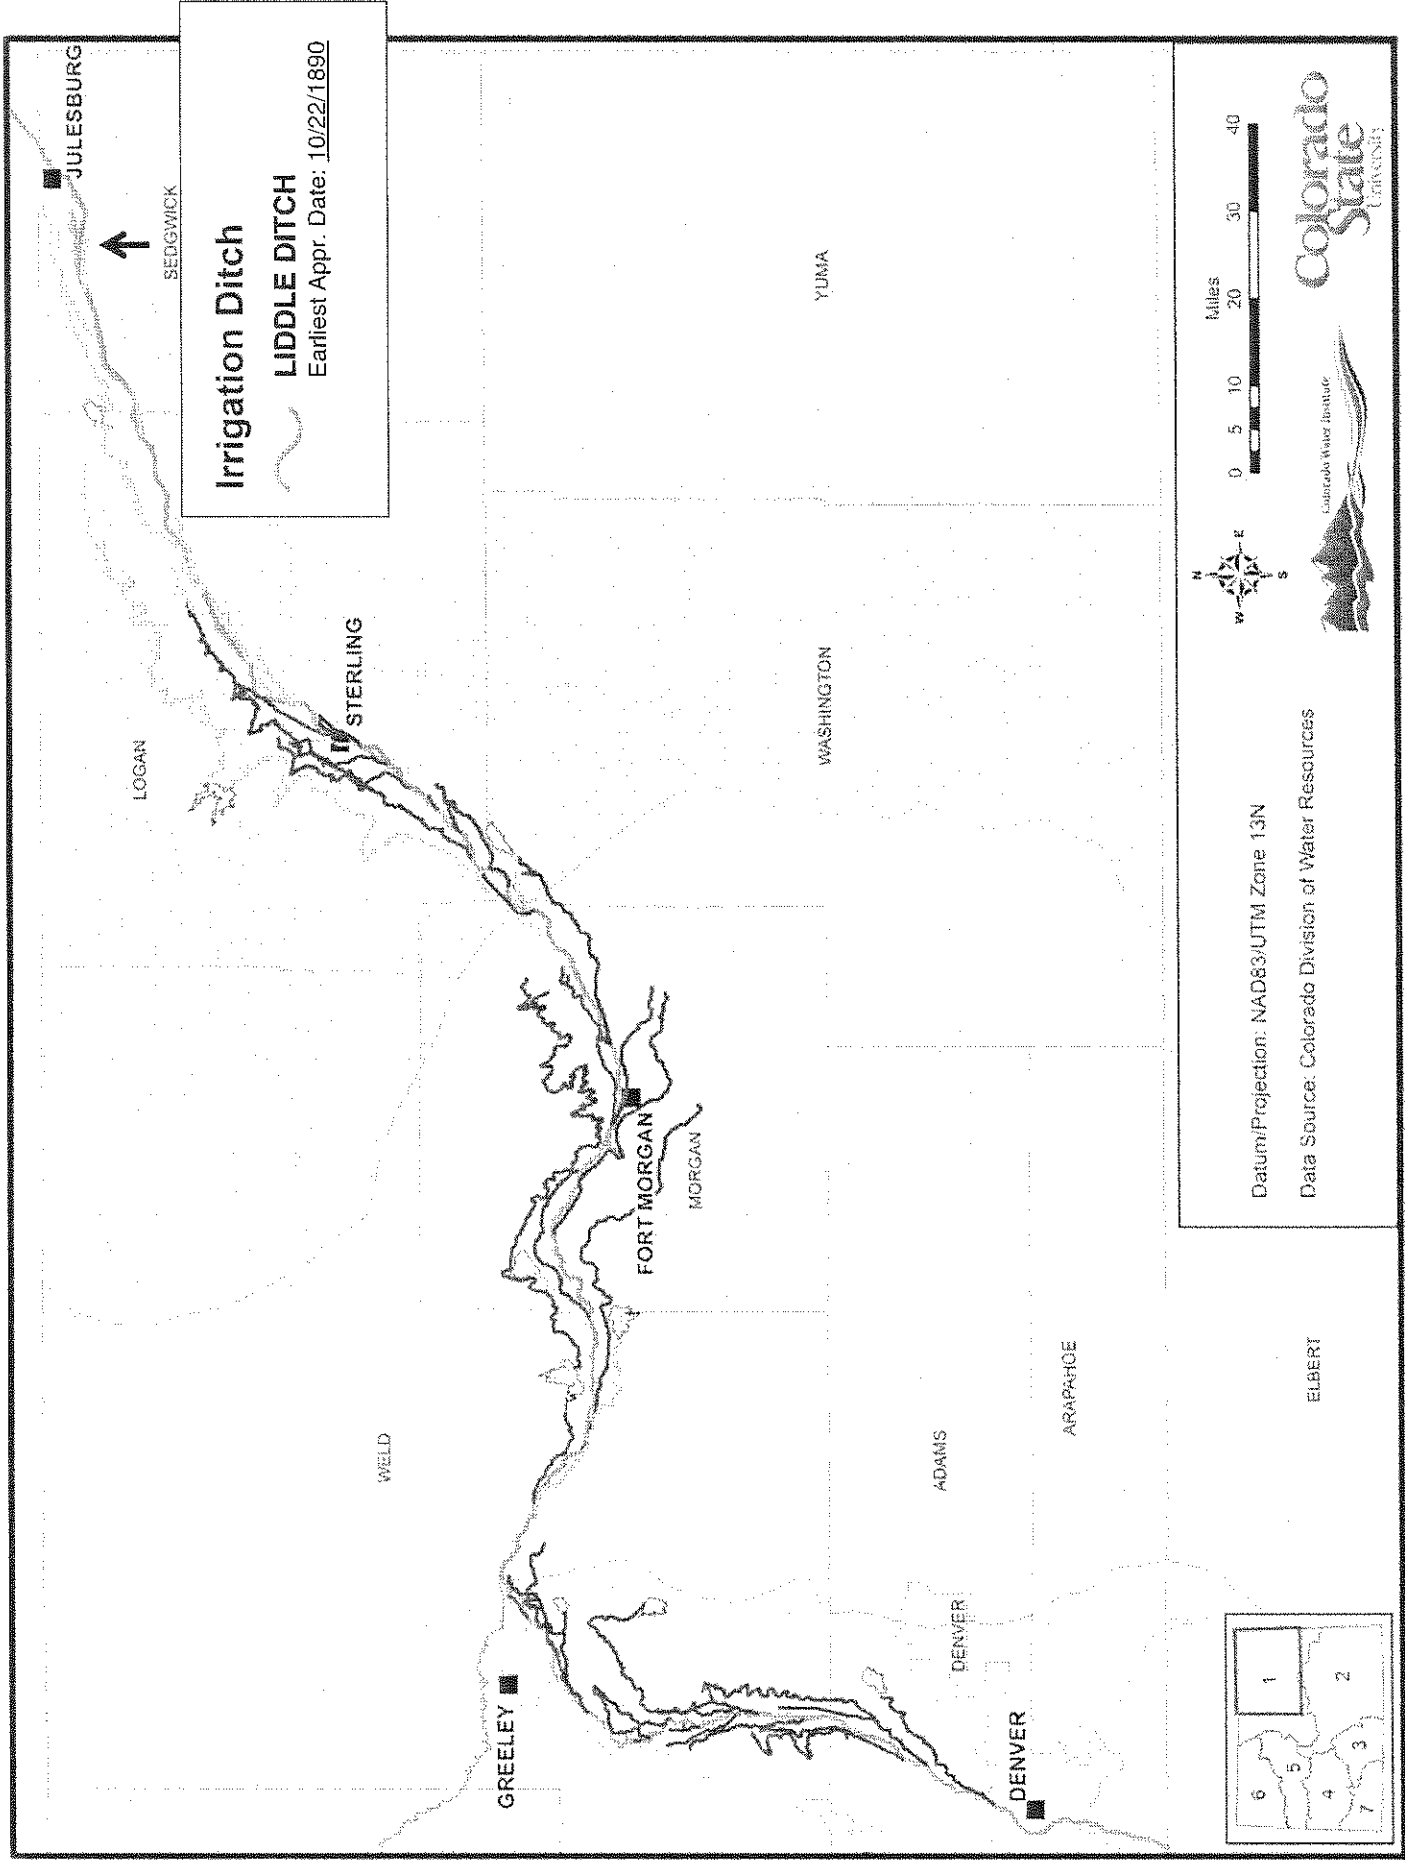 JULESBURG
SEDGWICK
Irrigation Ditch
LIDDLE DITCH
Earliest Appr. Date: 10/22/1890
LOGAN
STERLING
YUMA
WASHINGTON
WELD
FORT MORGAN
MORGAN
GREELEY
ADAMS
ARAPAHOE
DENVER
DENVER
ELBERT
Miles
0 5 10 20 30 40
N
W E
S
Datum/Projection: NAD83/UTM Zone 13N
Data Source: Colorado Division of Water Resources
Colorado Water Institute
Colorado
State
University
1
2
3
4
5
6
7